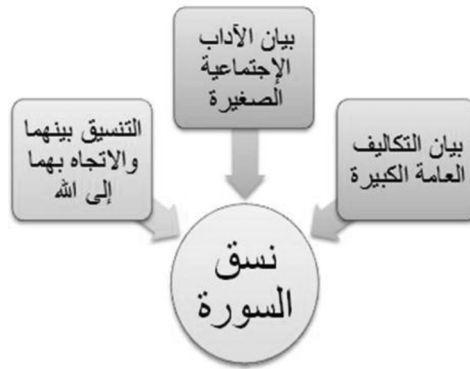 بيان الآداب
الإجتماعية
الصغيرة
بيان التكاليف
العامة الكبيرة
التنسيق بينهما
والاتجاه بهما
إلى الله
نسق
السورة